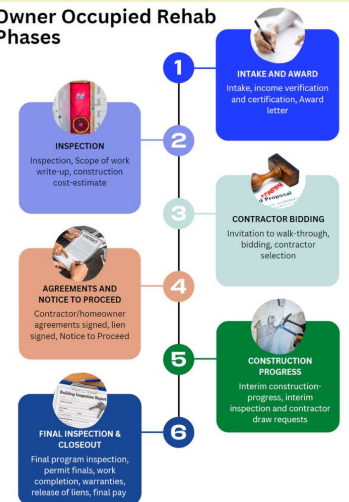 Owner Occupied Rehab
Phases
1
INTAKE AND AWARD
Intake, income verification
and certification, Award
letter
2
INSPECTION
Inspection, Scope of work
write-up, construction
cost-estimate
3
Proposal
CONTRACTOR BIDDING
Invitation to walk-through,
bidding, contractor
selection
4
AGREEMENTS AND
NOTICE TO PROCEED
Contractor/homeowner
agreements signed, lien
signed, Notice to Proceed
5
CONSTRUCTION
PROGRESS
Interim construction-
progress, interim
inspection and contractor
draw requests
6
Building Inspection Report
FINAL INSPECTION &
CLOSEOUT
Final program inspection,
permit finals, work
completion, warranties,
release of liens, final pay